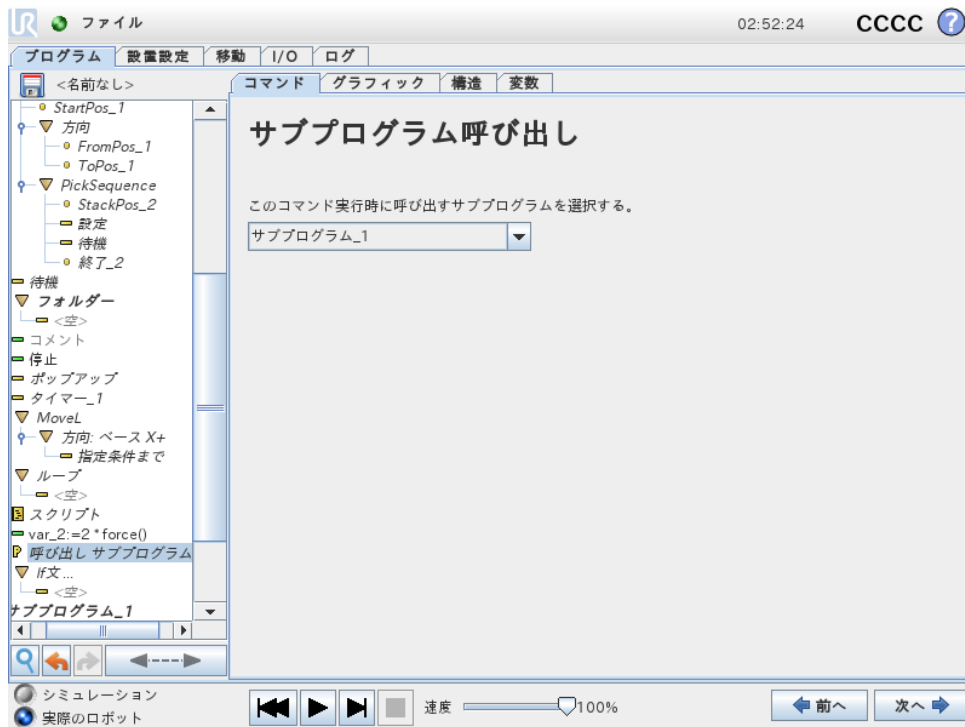 UR ファイル 02:52:24 CCCC ?
プログラム 設置設定 移動 I/O ログ
<名前なし>
コマンド グラフィック 構造 変数
StartPos_1
方向
FromPos_1
ToPos_1
PickSequence
StackPos_2
設定
待機
終了_2
待機
フォルダー
<空>
コメント
停止
ポップアップ
タイマー_1
MoveL
方向: ベース X+
指定条件まで
ループ
<空>
スクリプト
var_2:=2 * force()
P 呼び出し サブプログラム
If文 ...
<空>
サブプログラム_1
サブプログラム呼び出し
このコマンド実行時に呼び出すサブプログラムを選択する。
サブプログラム_1
シミュレーション
実際のロボット
速度 100%
前へ 次へ